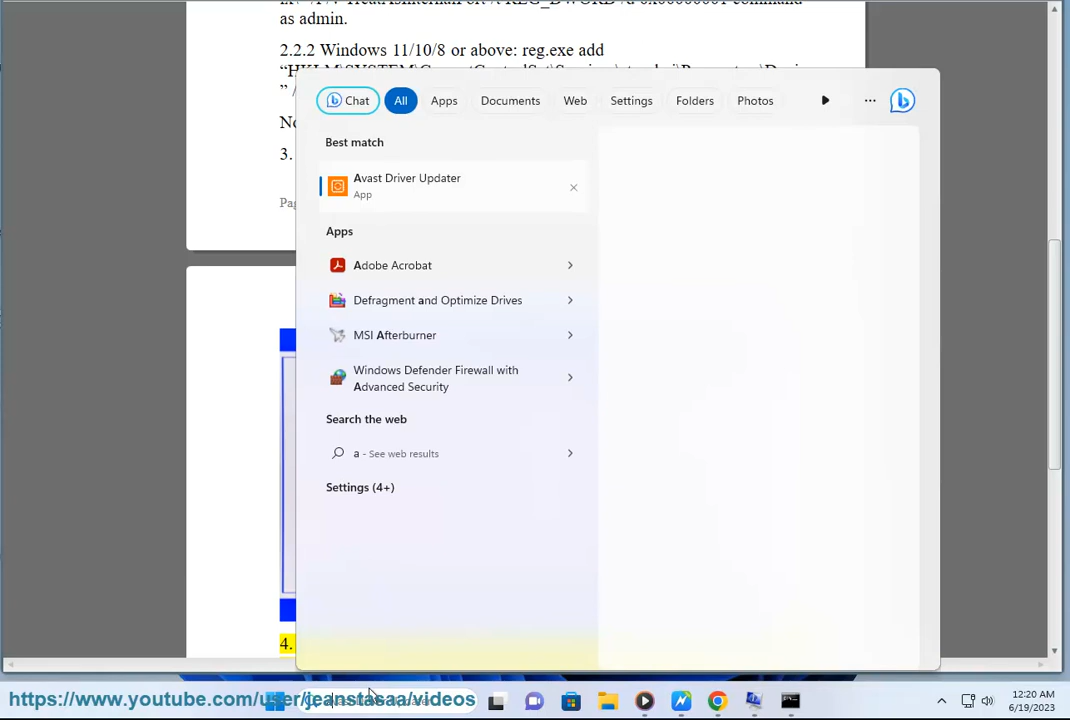 as admin.
2.2.2 Windows 11/10/8 or above: reg.exe add
No
3.
Chat
All
Apps
Documents
Web
Settings
Folders
Photos
Best match
Avast Driver Updater
App
Pag
Apps
Adobe Acrobat
Defragment and Optimize Drives
MSI Afterburner
Windows Defender Firewall with
Advanced Security
Search the web
a - See web results
Settings (4+)
4.
https://www.youtube.com/user/jeanstasaa/videos
12:20 AM
6/19/2023